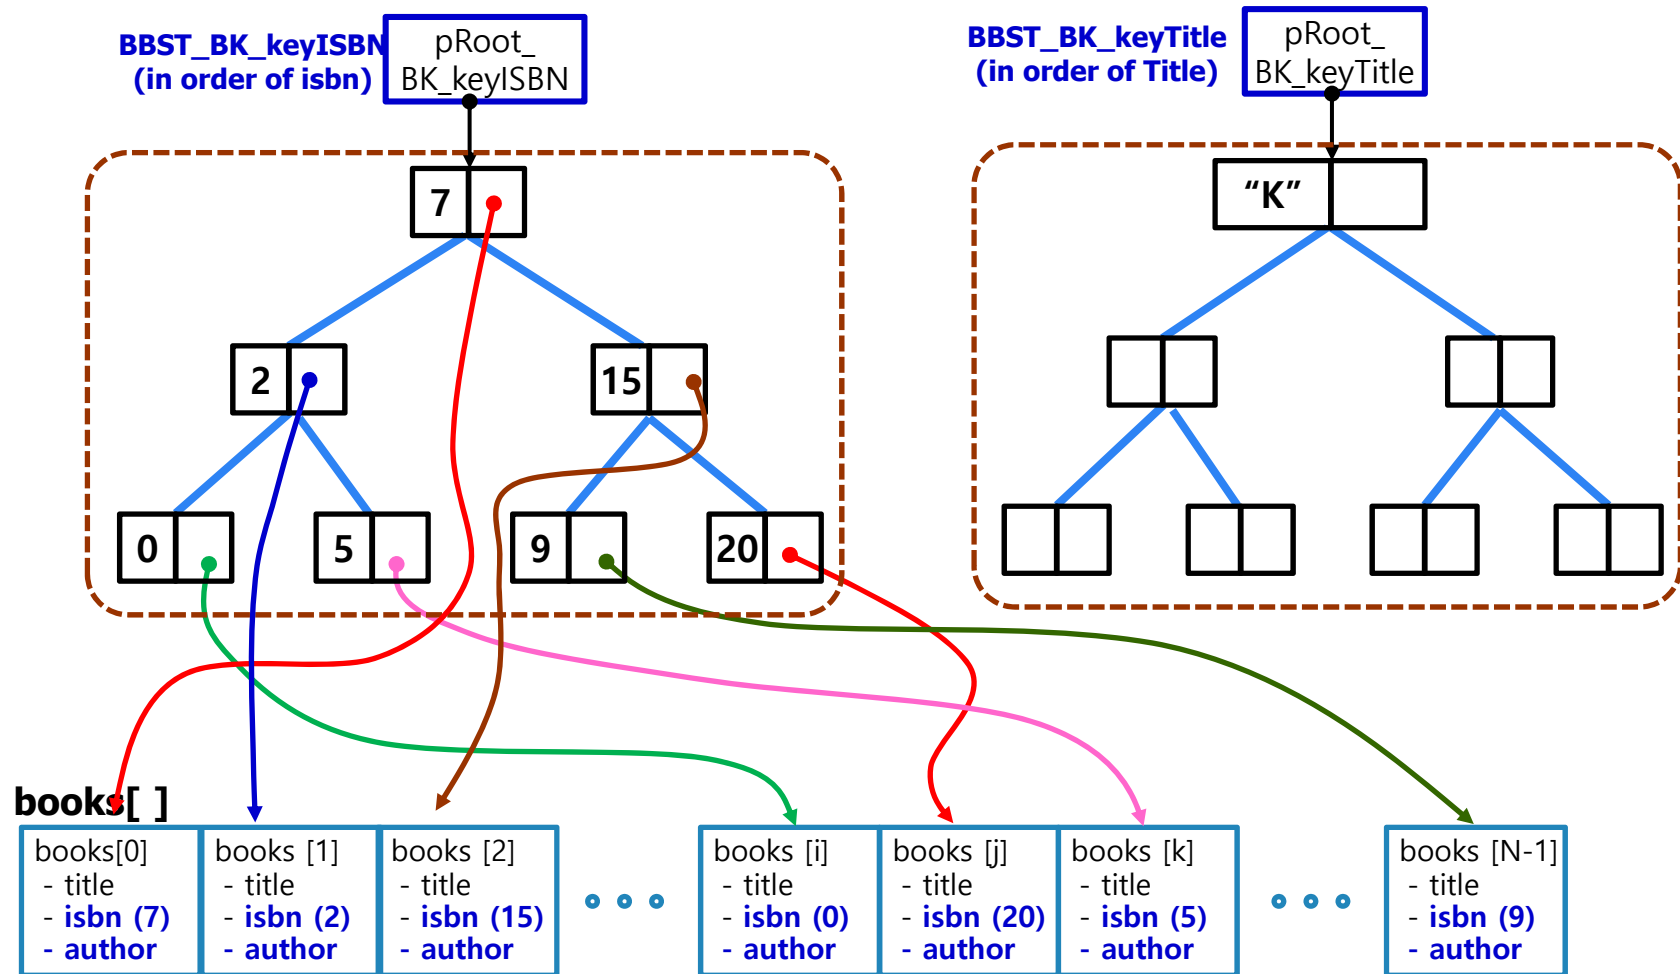 BBST_BK_keyISBN
(in order of isbn)
pRoot_
BK_keyISBN
BBST_BK_keyTitle
(in order of Title)
pRoot_
BK_keyTitle
7
“K”
2
15
0
5
9
20
books[ ]
books[0]
- title
- isbn (7)
- author
books [1]
- title
- isbn (2)
- author
books [2]
- title
- isbn (15)
- author
books [i]
- title
- isbn (0)
- author
books [j]
- title
- isbn (20)
- author
books [k]
- title
- isbn (5)
- author
books [N-1]
- title
- isbn (9)
- author